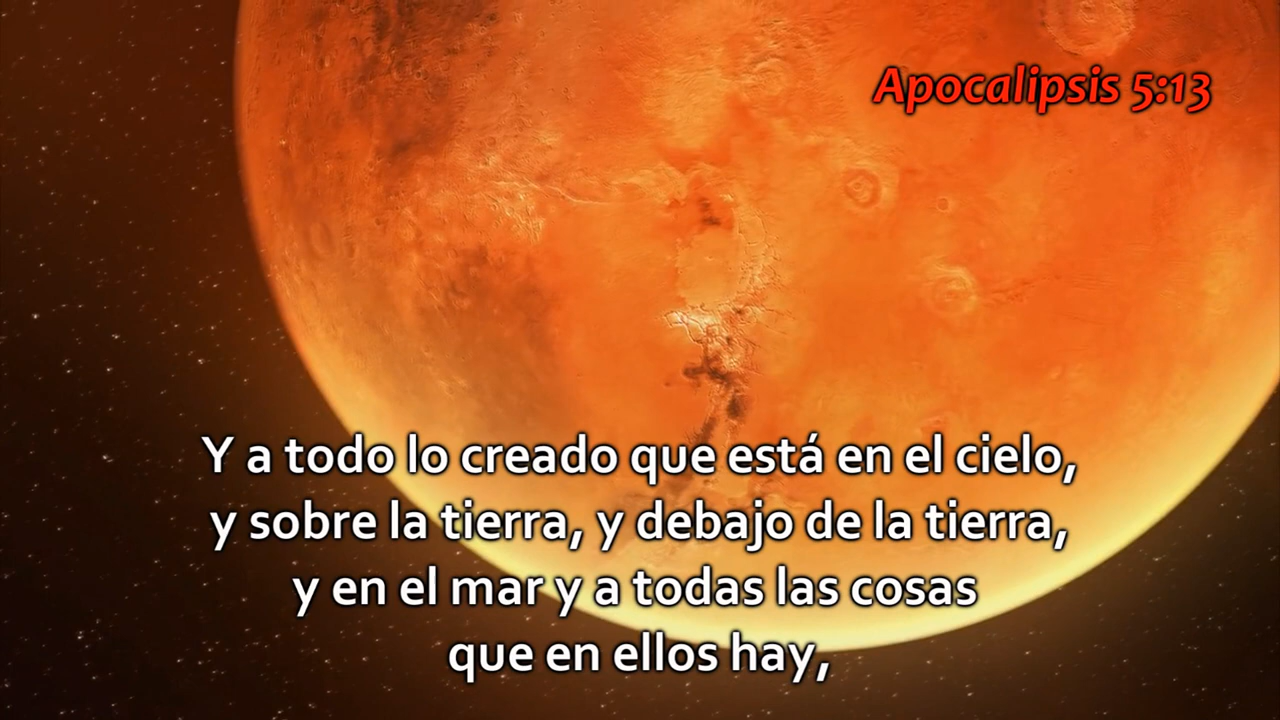 Apocalipsis 5:13
Y a todo lo creado que está en el cielo,
y sobre la tierra, y debajo de la tierra,
y en el mar y a todas las cosas
que en ellos hay,